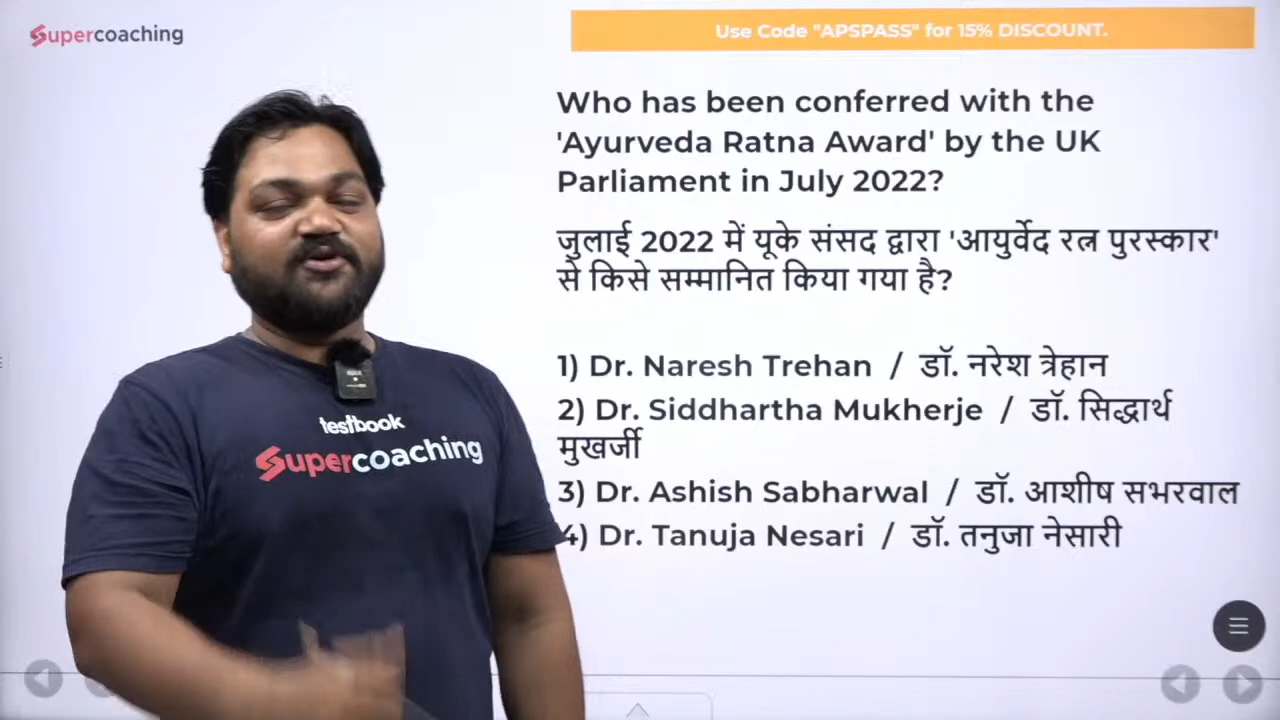 Supercoaching
Use Code "APSPASS" for 15% DISCOUNT.
Who has been conferred with the
'Ayurveda Ratna Award' by the UK
Parliament in July 2022?
जुलाई 2022 में यूके संसद द्वारा 'आयुर्वेद रत्न पुरस्कार'
से किसे सम्मानित किया गया है?
1) Dr. Naresh Trehan / डॉ. नरेश त्रेहान
2) Dr. Siddhartha Mukherje / डॉ. सिद्धार्थ
मुखर्जी
3) Dr. Ashish Sabharwal / डॉ. आशीष सभरवाल
4) Dr. Tanuja Nesari / डॉ. तनुजा नेसारी
testbook
Supercoaching